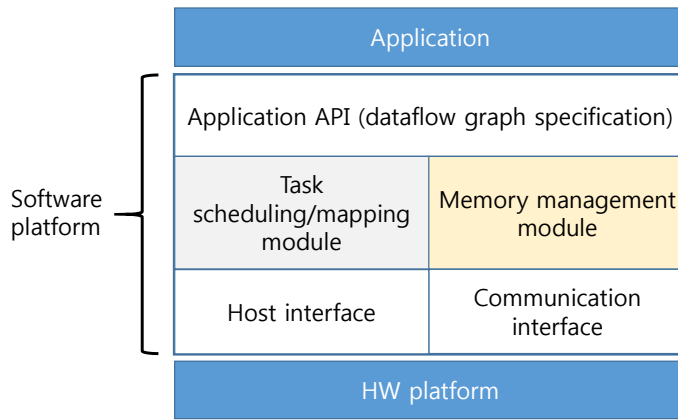 Application
Application API (dataflow graph specification)
Software
platform
Task
scheduling/mapping
module
Memory management
module
Host interface
Communication
interface
HW platform